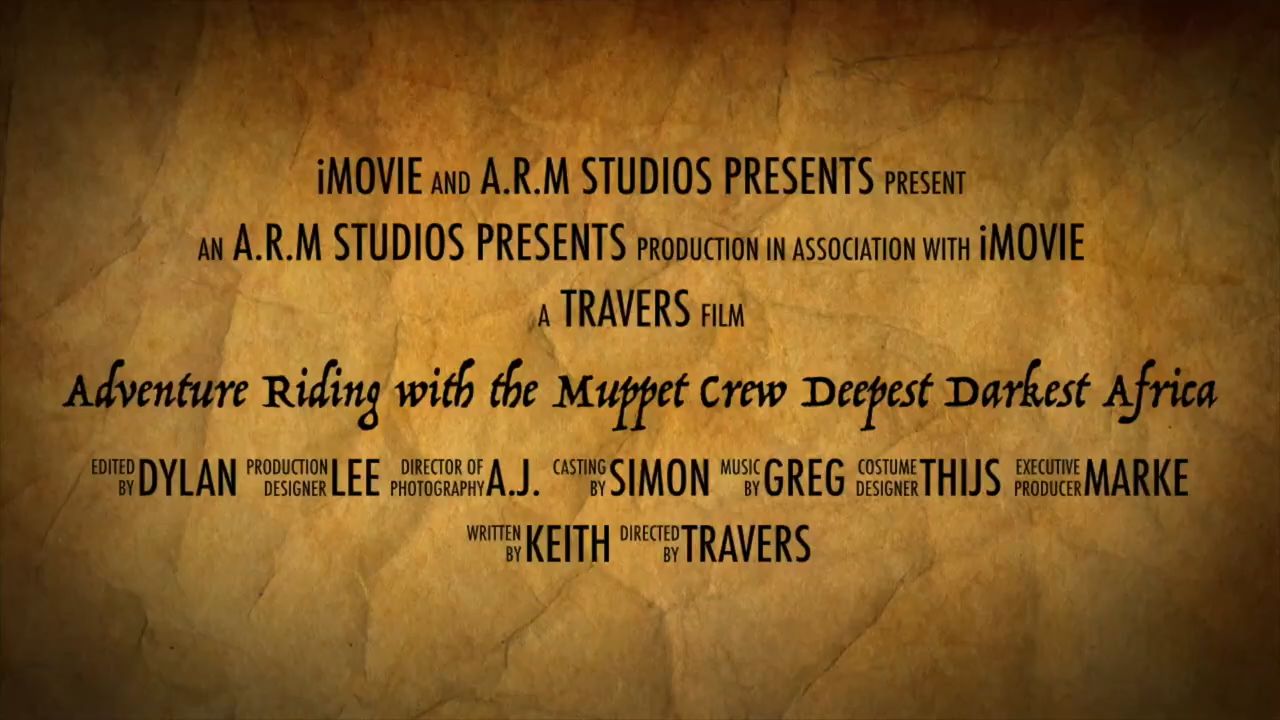 iMOVIE AND A.R.M STUDIOS PRESENTS PRESENT
AN A.R.M STUDIOS PRESENTS PRODUCTION IN ASSOCIATION WITH iMOVIE
A TRAVERS FILM
Adventure Riding with the Muppet Crew Deepest Darkest Africa
EDITED BY DYLAN PRODUCTION DESIGNER LEE DIRECTOR OF PHOTOGRAPHY A.J. CASTING BY SIMON MUSIC BY GREG COSTUME DESIGNER THIJS EXECUTIVE PRODUCER MARKE
WRITTEN BY KEITH DIRECTED BY TRAVERS